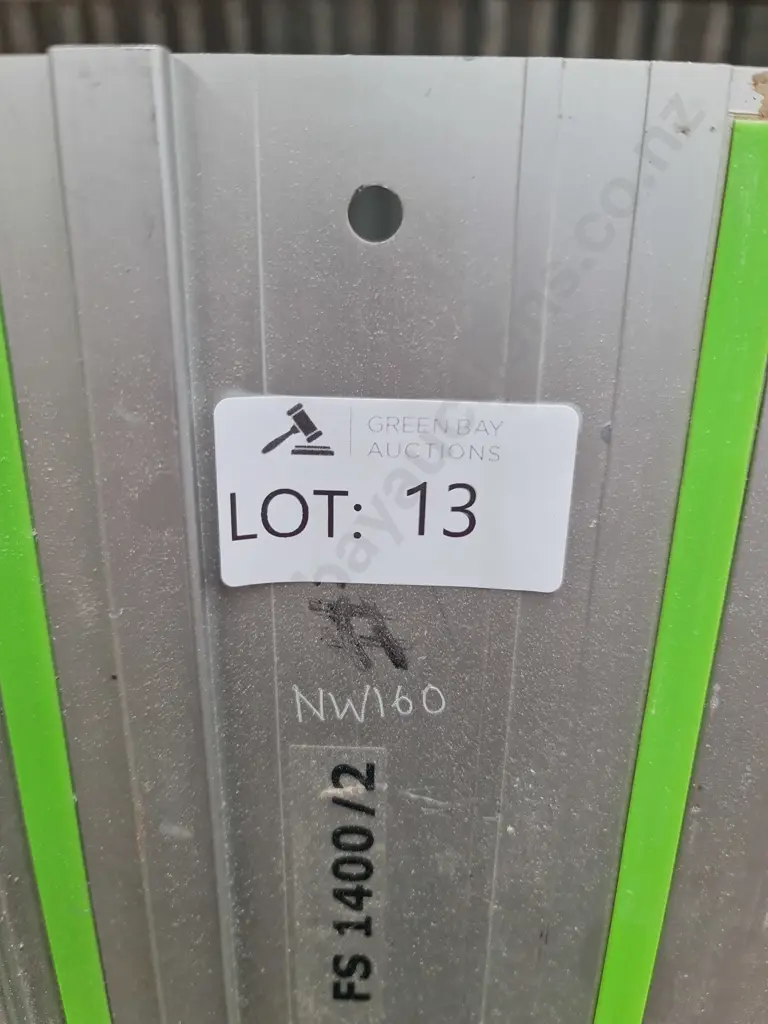 GREEN BAY
AUCTIONS
LOT: 13
NW160
FS 1400/2